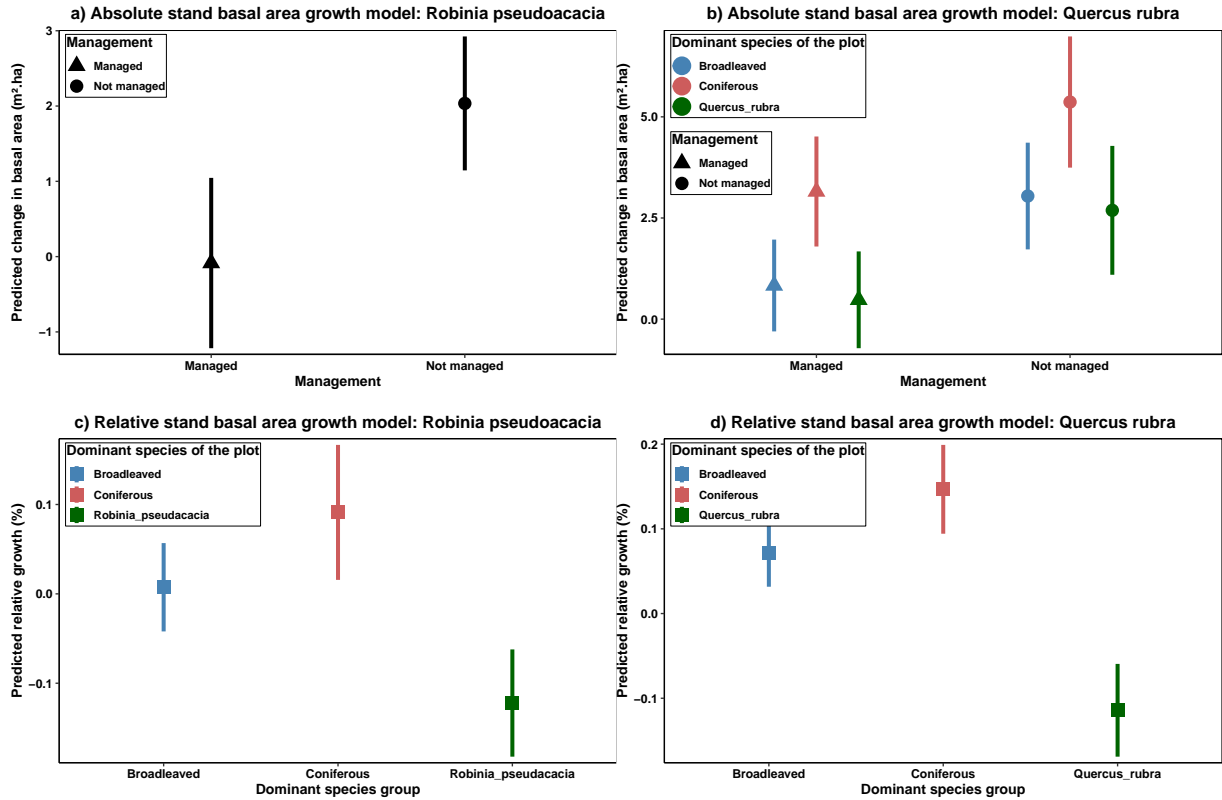 a) Absolute stand basal area growth model: Robinia pseudoacacia
Predicted change in basal area (m².ha)
3
2
1
0
−1
Management
Managed
Not managed
Managed
Not managed
Management
b) Absolute stand basal area growth model: Quercus rubra
Predicted change in basal area (m².ha)
5.0
2.5
0.0
Dominant species of the plot
Broadleaved
Coniferous
Quercus_rubra
Management
Managed
Not managed
Managed
Not managed
Management
c) Relative stand basal area growth model: Robinia pseudoacacia
Predicted relative growth (%)
0.1
0.0
−0.1
Dominant species of the plot
Broadleaved
Coniferous
Robinia_pseudacacia
Broadleaved
Coniferous
Robinia_pseudacacia
Dominant species group
d) Relative stand basal area growth model: Quercus rubra
Predicted relative growth (%)
0.2
0.1
0.0
−0.1
Dominant species of the plot
Broadleaved
Coniferous
Quercus_rubra
Broadleaved
Coniferous
Quercus_rubra
Dominant species group